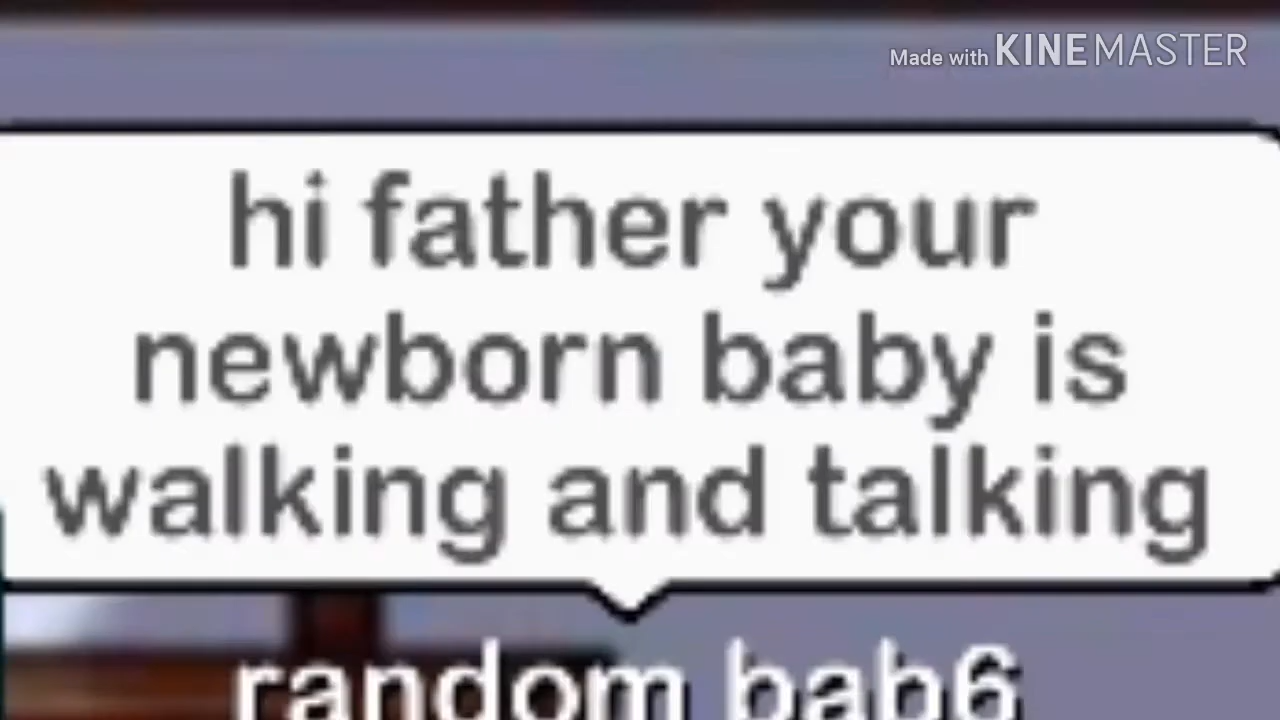 Made with KINEMASTER
hi father your
newborn baby is
walking and talking
random bab6